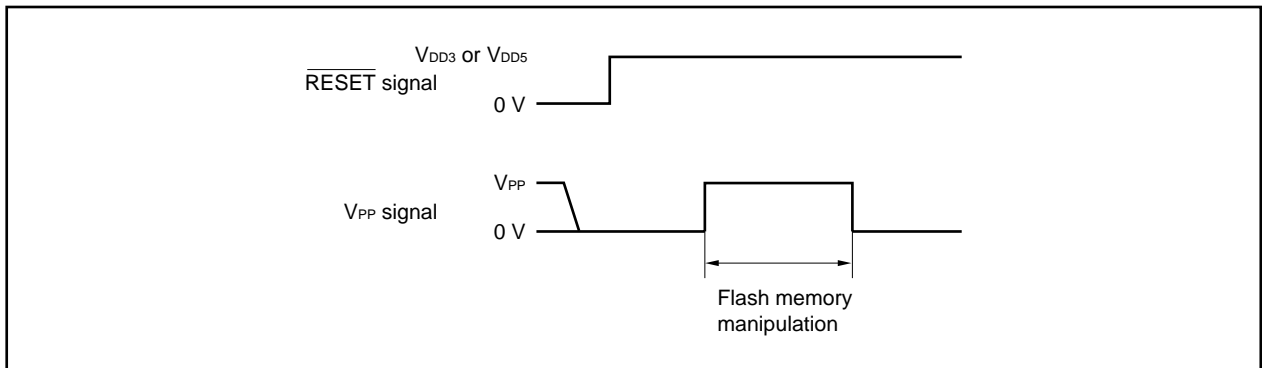 VDD3 or VDD5
RESET signal
0 V
VPP
VPP signal
0 V
Flash memory
manipulation